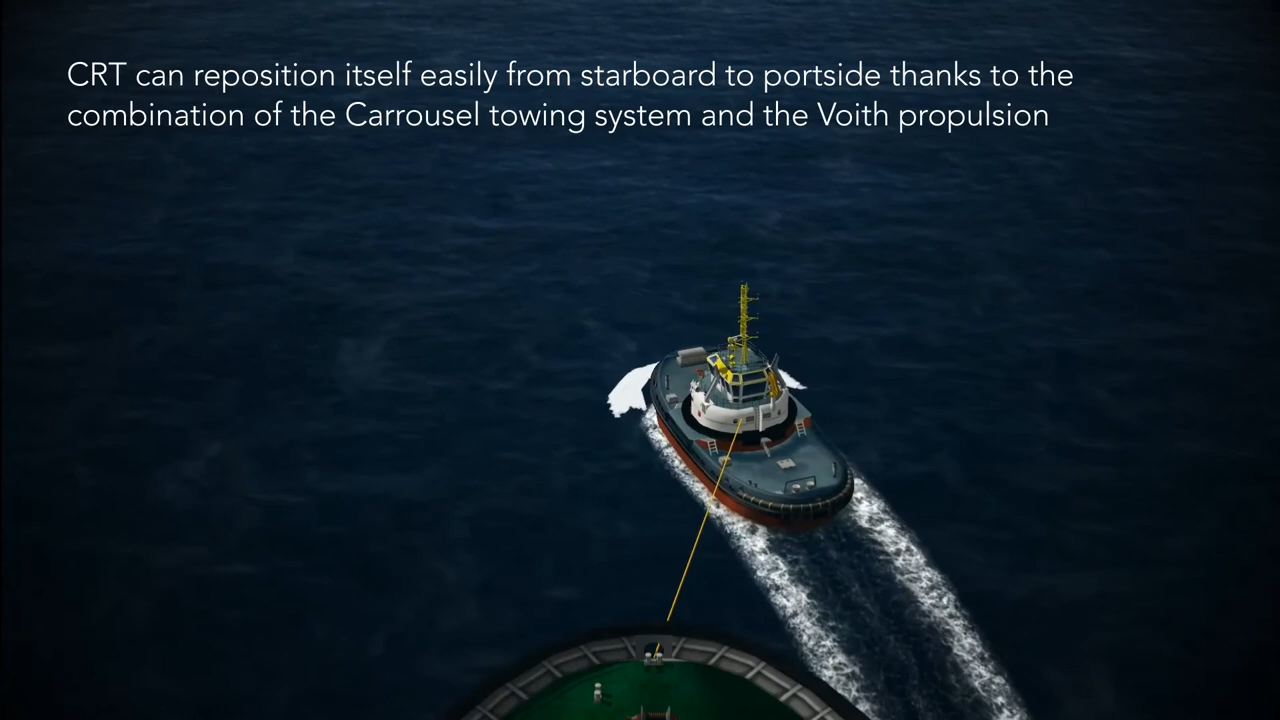 CRT can reposition itself easily from starboard to portside thanks to the
combination of the Carrousel towing system and the Voith propulsion